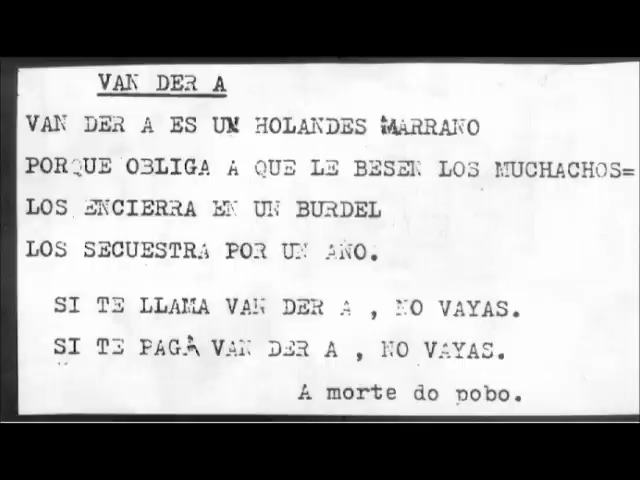 VAN DER A
VAN DER A ES UN HOLANDES MARRANO
PORQUE OBLIGA A QUE LE BESEN LOS MUCHACHOS=
LOS ENCIERRA EN UN BURDEL
LOS SECUESTRA POR UN AÑO.
SI TE LLAMA VAN DER A , NO VAYAS.
SI TE PAGA VAN DER A , NO VAYAS.
A morte do pobo.